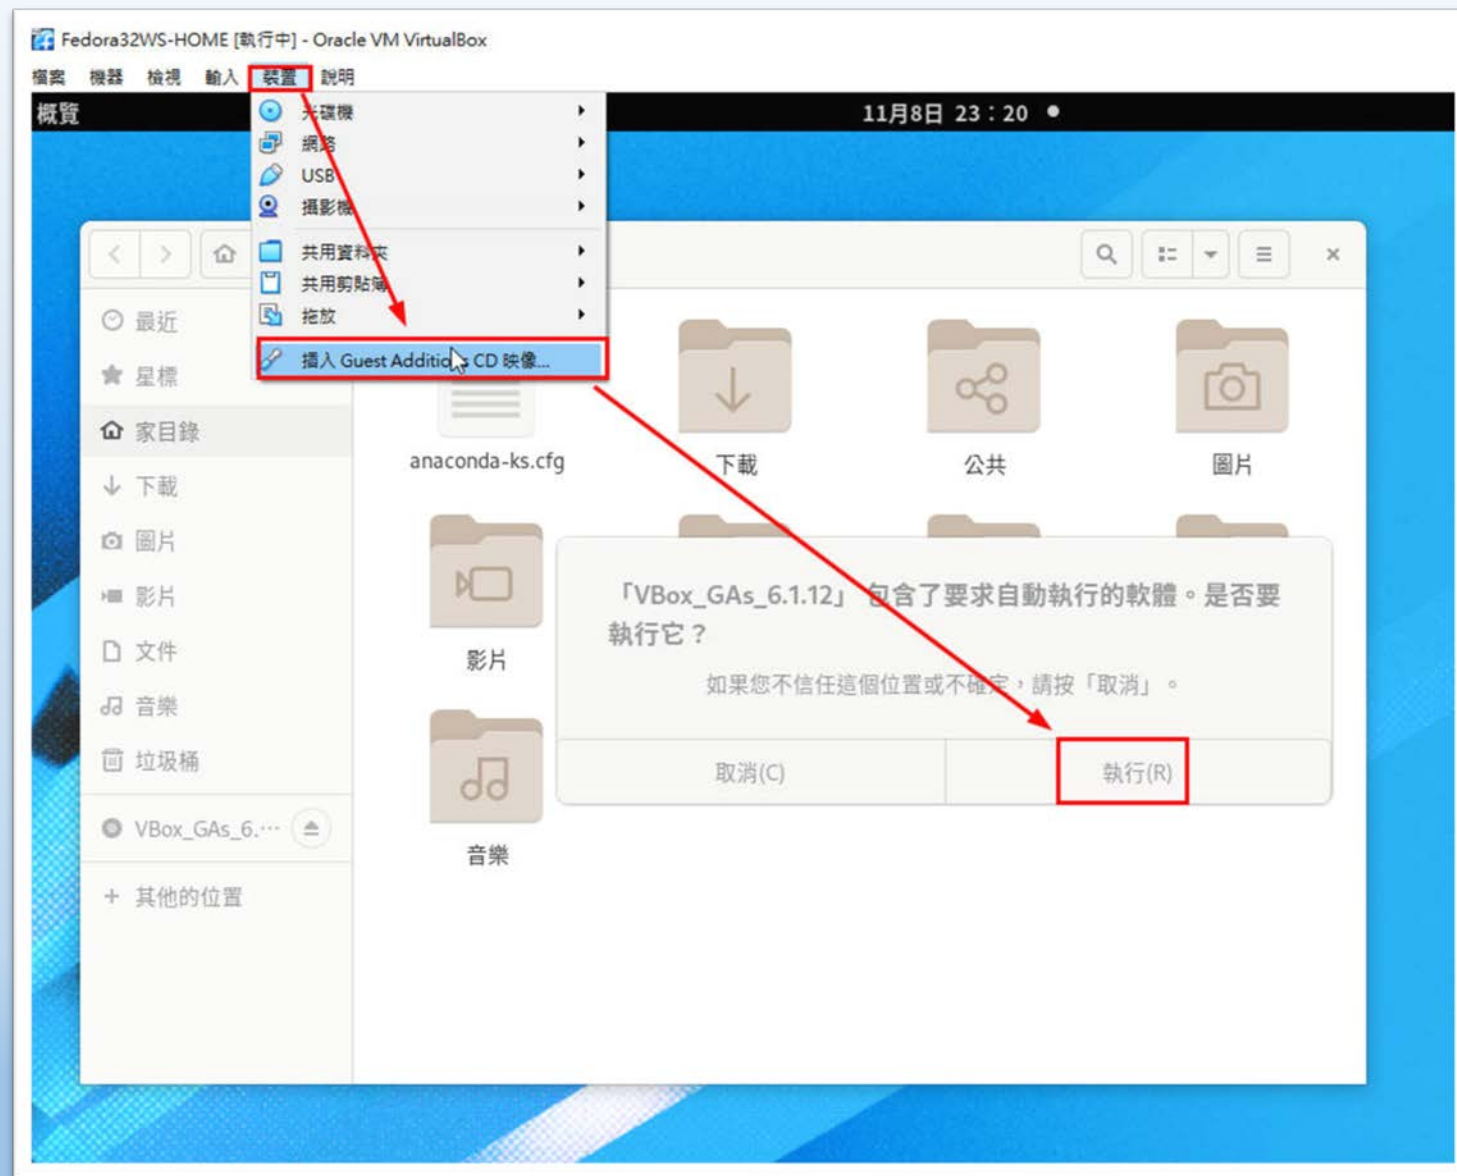 Fedora32WS-HOME [執行中] - Oracle VM VirtualBox
檔案 機器 檢視 輸入 裝置 說明
概覽
11月8日 23：20
光碟機
網路
USB
攝影機
共用資料夾
共用剪貼簿
拖放
插入 Guest Additions CD 映像...
最近
星標
家目錄
下載
圖片
影片
文件
音樂
垃圾桶
VBox_GAs_6.…
其他的位置
anaconda-ks.cfg
下載
公共
圖片
影片
音樂
「VBox_GAs_6.1.12」 包含了要求自動執行的軟體。是否要
執行它？
如果您不信任這個位置或不確定，請按「取消」。
取消(C)
執行(R)